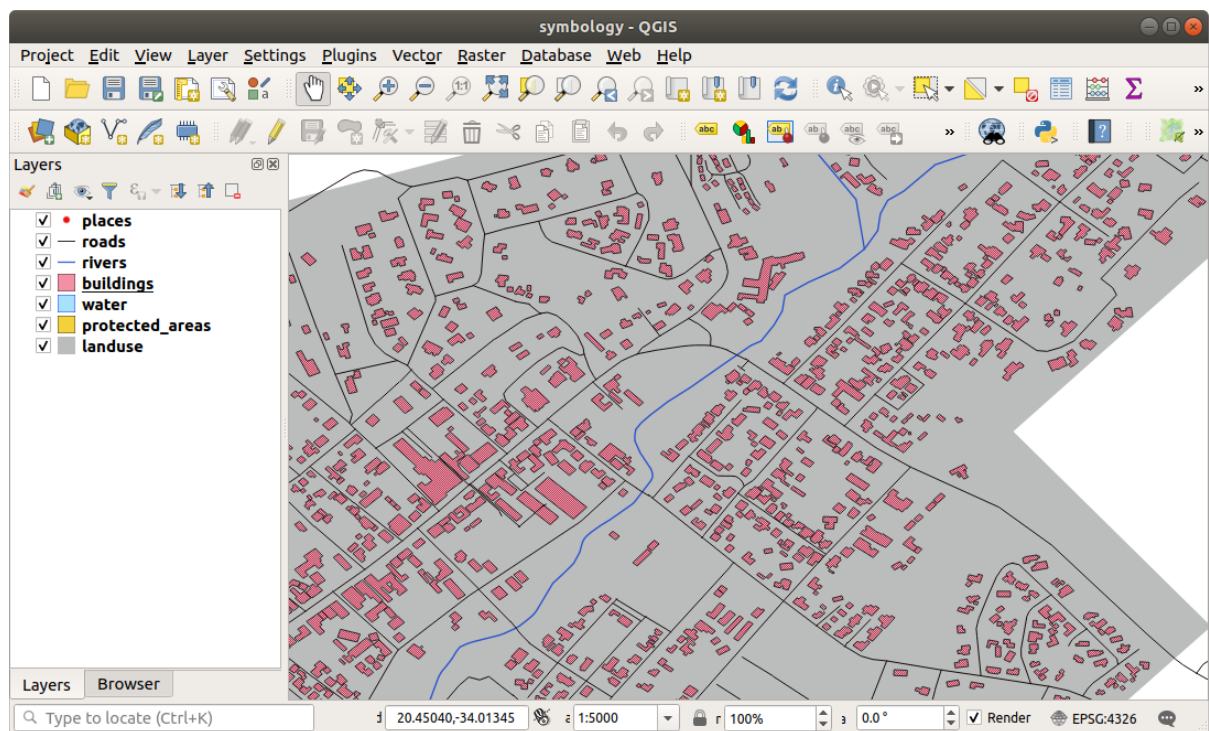 symbology - QGIS
Project Edit View Layer Settings Plugins Vector Raster Database Web Help
Layers
places
roads
rivers
buildings
water
protected_areas
landuse
Layers Browser
Type to locate (Ctrl+K) 20.45040,-34.01345 1:5000 100% 0.0 ° Render EPSG:4326